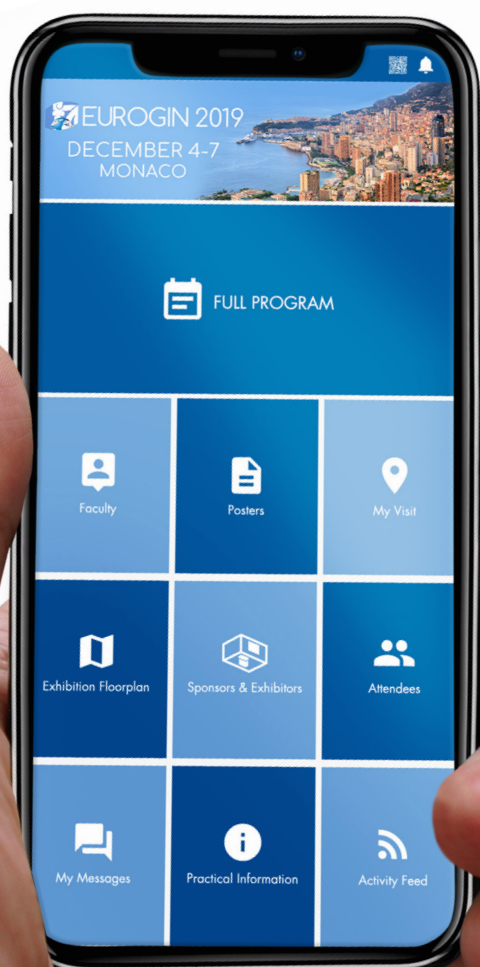 EUROGIN 2019
DECEMBER 4-7
MONACO
FULL PROGRAM
Faculty
Posters
My Visit
Exhibition Floorplan
Sponsors & Exhibitors
Attendees
My Messages
Practical Information
Activity Feed